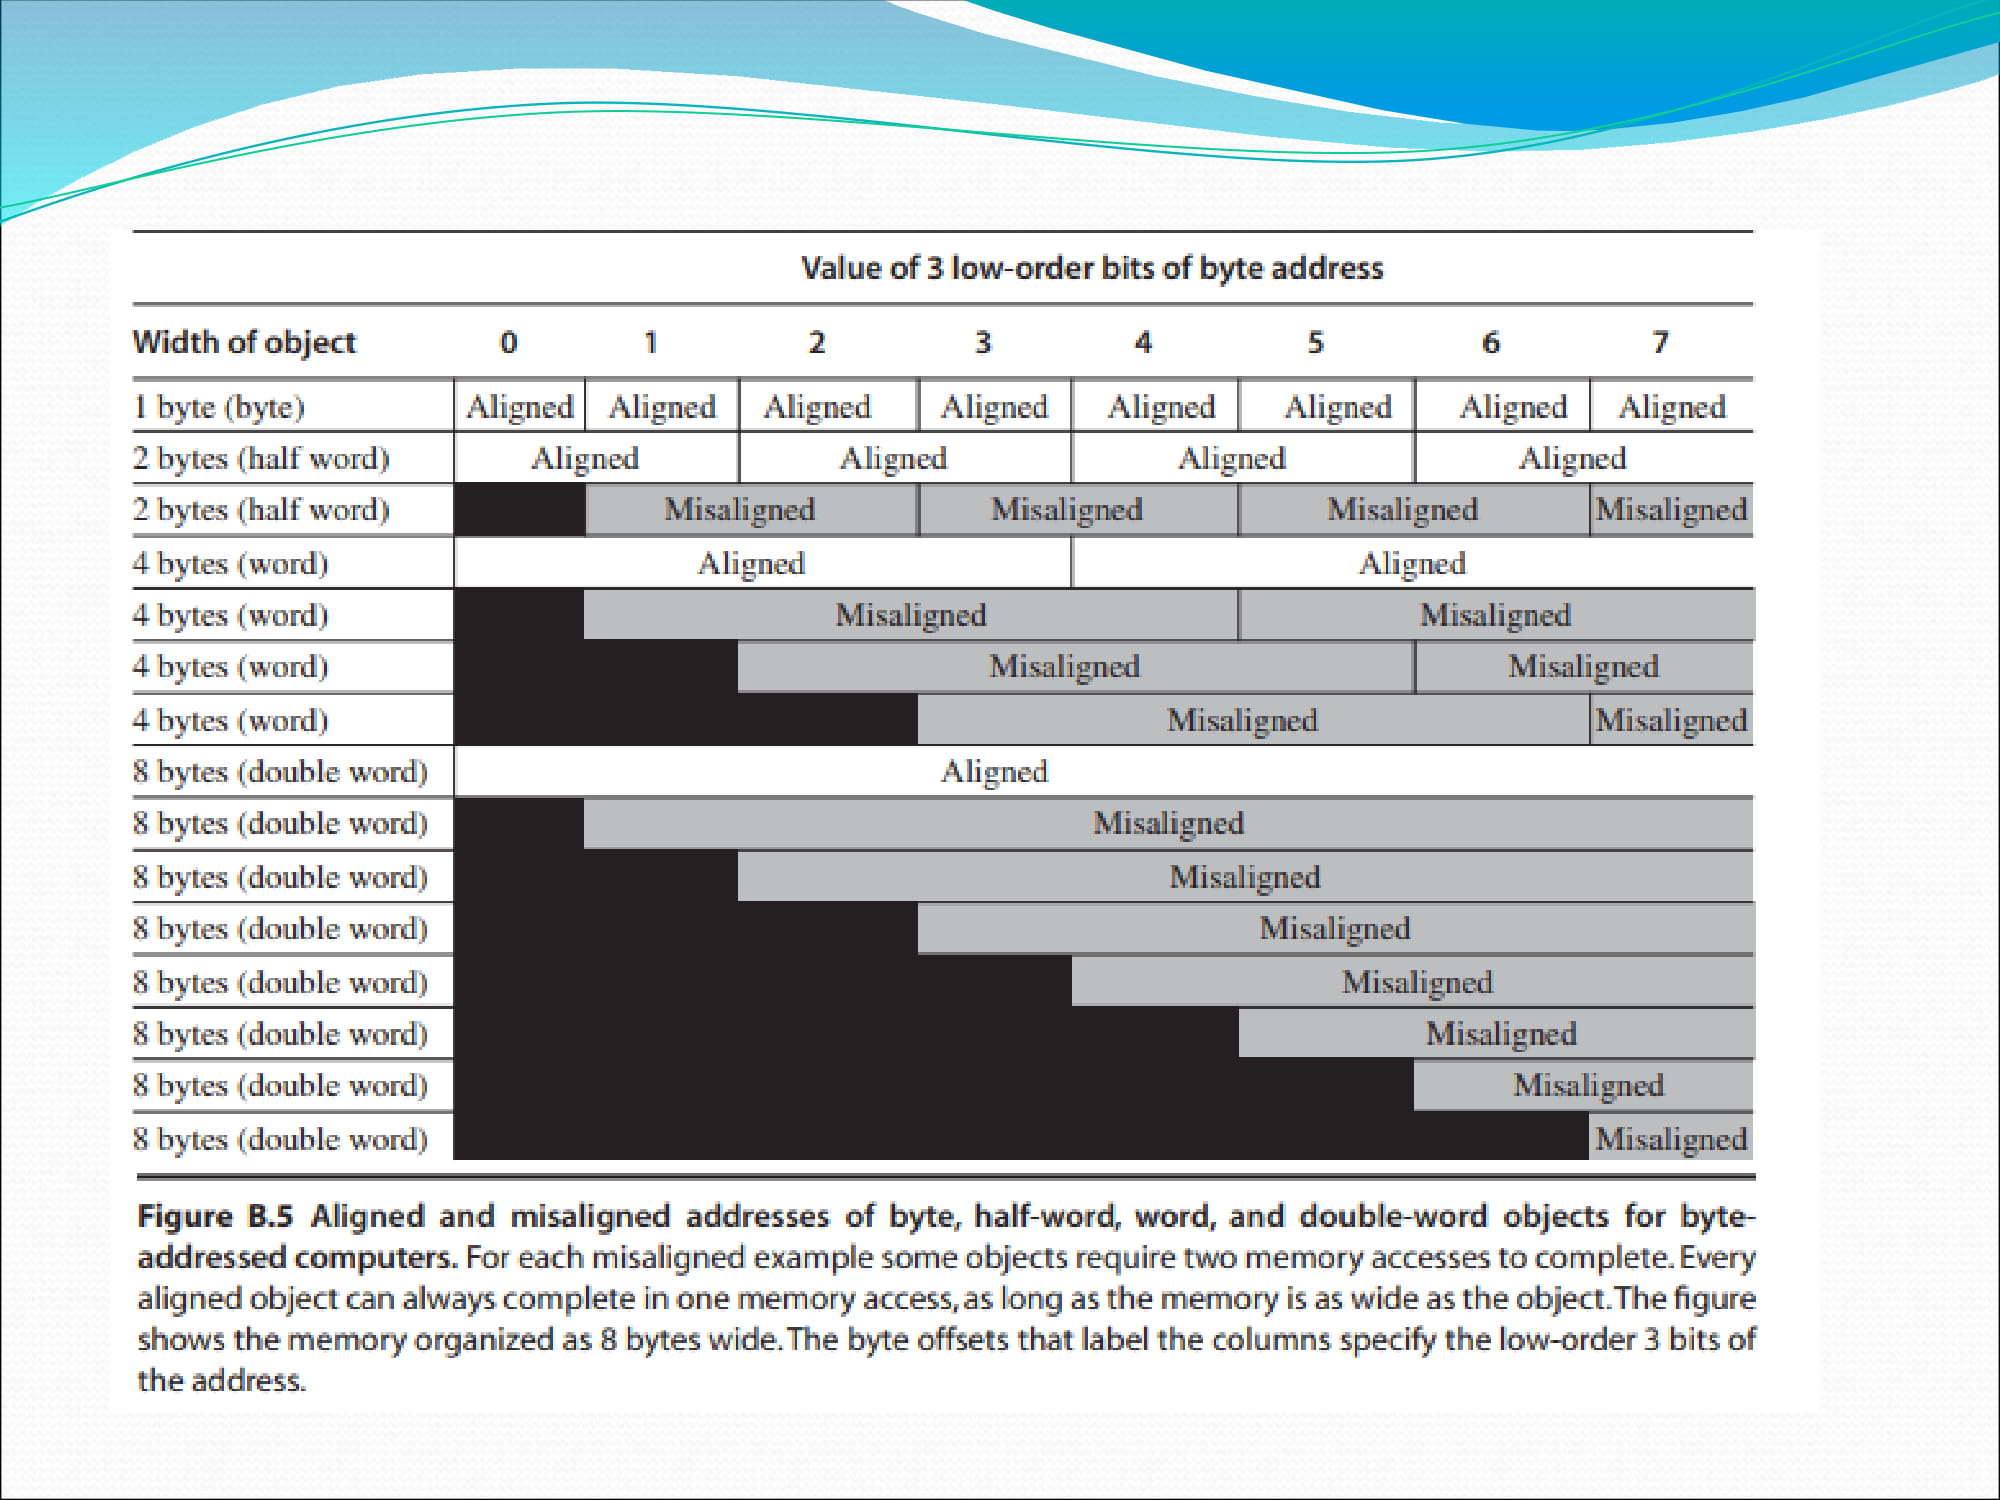 Value of 3 low-order bits of byte address
Width of object 0 1 2 3 4 5 6 7
1 byte (byte) Aligned Aligned Aligned Aligned Aligned Aligned Aligned Aligned
2 bytes (half word) Aligned Aligned Aligned Aligned
2 bytes (half word) Misaligned Misaligned Misaligned Misaligned
4 bytes (word) Aligned Aligned
4 bytes (word) Misaligned Misaligned
4 bytes (word) Misaligned Misaligned
4 bytes (word) Misaligned Misaligned
8 bytes (double word) Aligned
8 bytes (double word) Misaligned
8 bytes (double word) Misaligned
8 bytes (double word) Misaligned
8 bytes (double word) Misaligned
8 bytes (double word) Misaligned
8 bytes (double word) Misaligned
8 bytes (double word) Misaligned
Figure B.5 Aligned and misaligned addresses of byte, half-word, word, and double-word objects for byte-
addressed computers. For each misaligned example some objects require two memory accesses to complete. Every
aligned object can always complete in one memory access, as long as the memory is as wide as the object. The figure
shows the memory organized as 8 bytes wide. The byte offsets that label the columns specify the low-order 3 bits of
the address.